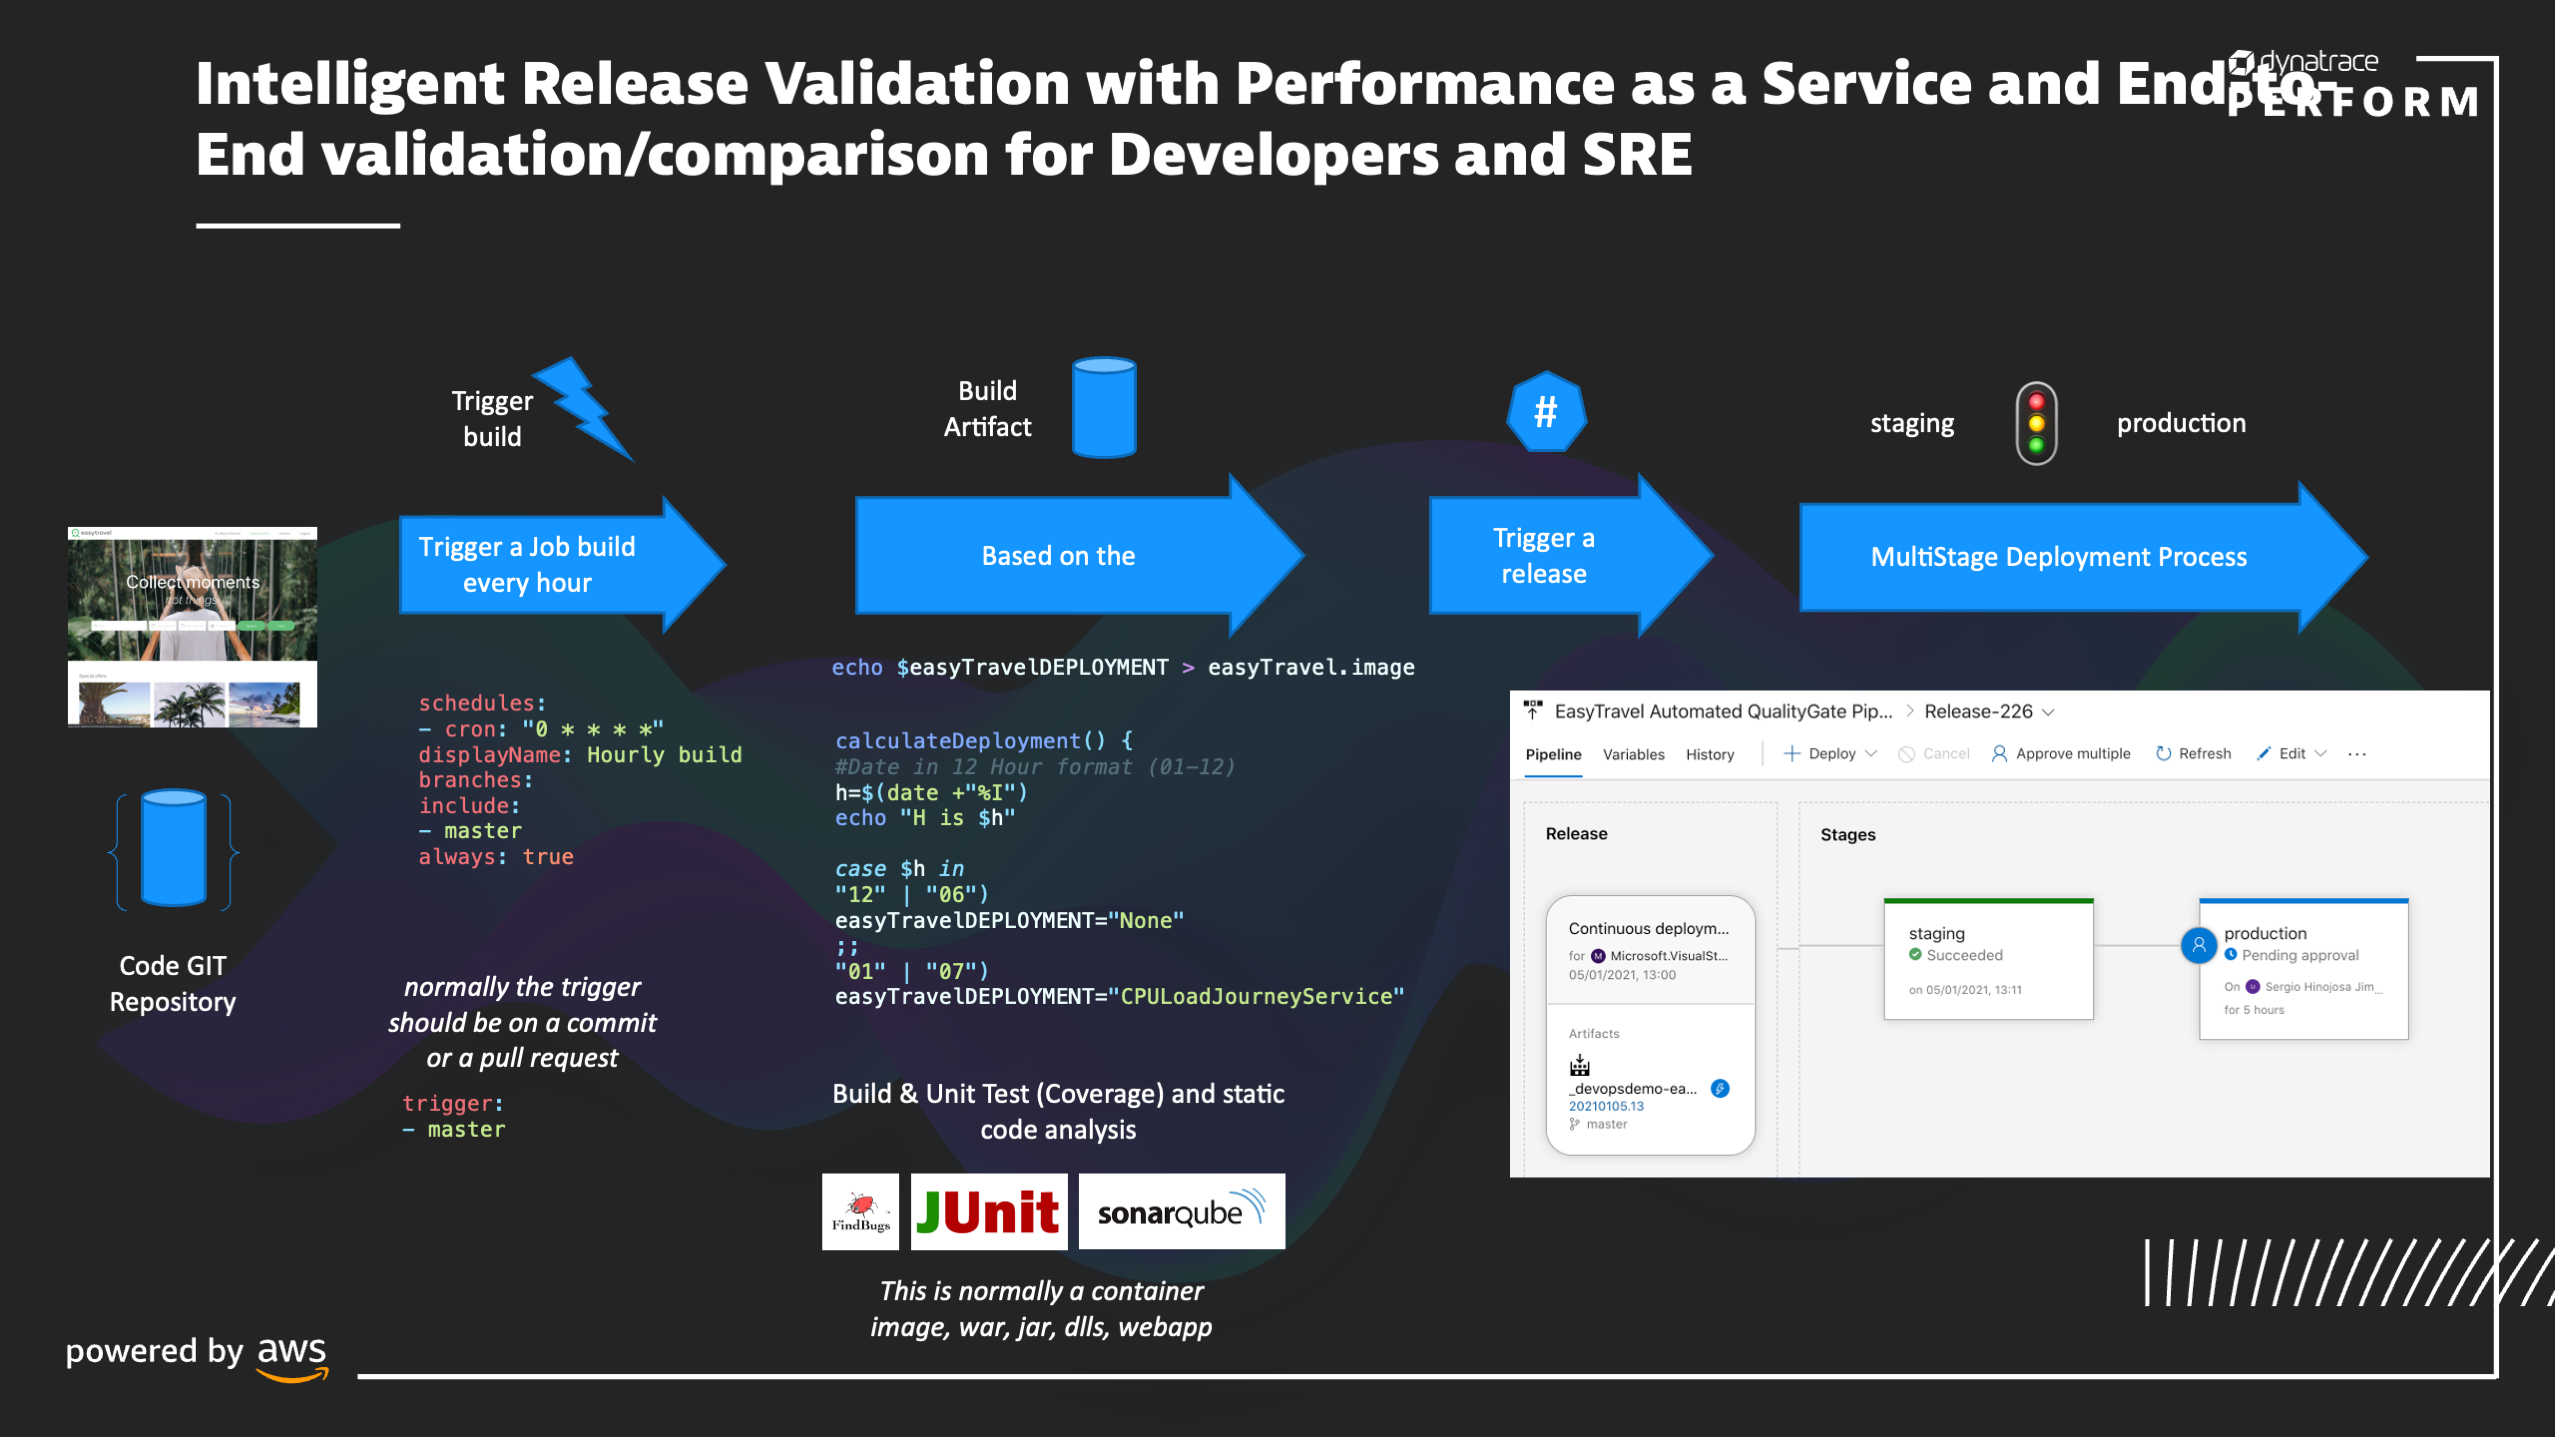 Intelligent Release Validation with Performance as a Service and End-to-
End validation/comparison for Developers and SRE
dynatrace
PERFORM
Trigger
build
Build
Artifact
#
staging
production
Trigger a Job build
every hour
Based on the
Trigger a
release
MultiStage Deployment Process
easytravel
Collect moments
not things
Special offers
Code GIT
Repository
schedules:
- cron: "0 * * * *"
displayName: Hourly build
branches:
include:
- master
always: true
normally the trigger
should be on a commit
or a pull request
trigger:
- master
echo $easyTravelDEPLOYMENT > easyTravel.image
calculateDeployment() {
#Date in 12 Hour format (01-12)
h=$(date +"%I")
echo "H is $h"
case $h in
"12" | "06")
easyTravelDEPLOYMENT="None"
;;
"01" | "07")
easyTravelDEPLOYMENT="CPULoadJourneyService"
Build & Unit Test (Coverage) and static
code analysis
FindBugs
JUnit
sonarqube
This is normally a container
image, war, jar, dlls, webapp
EasyTravel Automated QualityGate Pip... > Release-226
Pipeline Variables History + Deploy Cancel Approve multiple Refresh Edit ...
Release
Stages
Continuous deploym...
for M Microsoft.VisualSt...
05/01/2021, 13:00
Artifacts
_devopsdemo-ea...
20210105.13
master
staging
Succeeded
on 05/01/2021, 13:11
production
Pending approval
On Sergio Hinojosa Jim...
for 5 hours
powered by aws